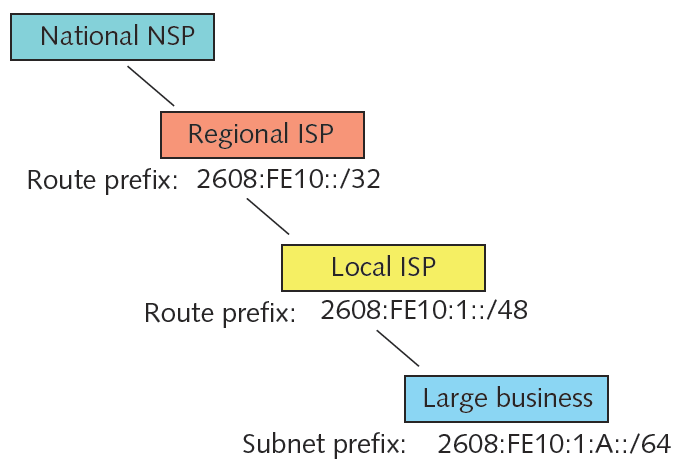 National NSP
Regional ISP
Route prefix: 2608:FE10::/32
Local ISP
Route prefix: 2608:FE10:1::/48
Large business
Subnet prefix: 2608:FE10:1:A::/64